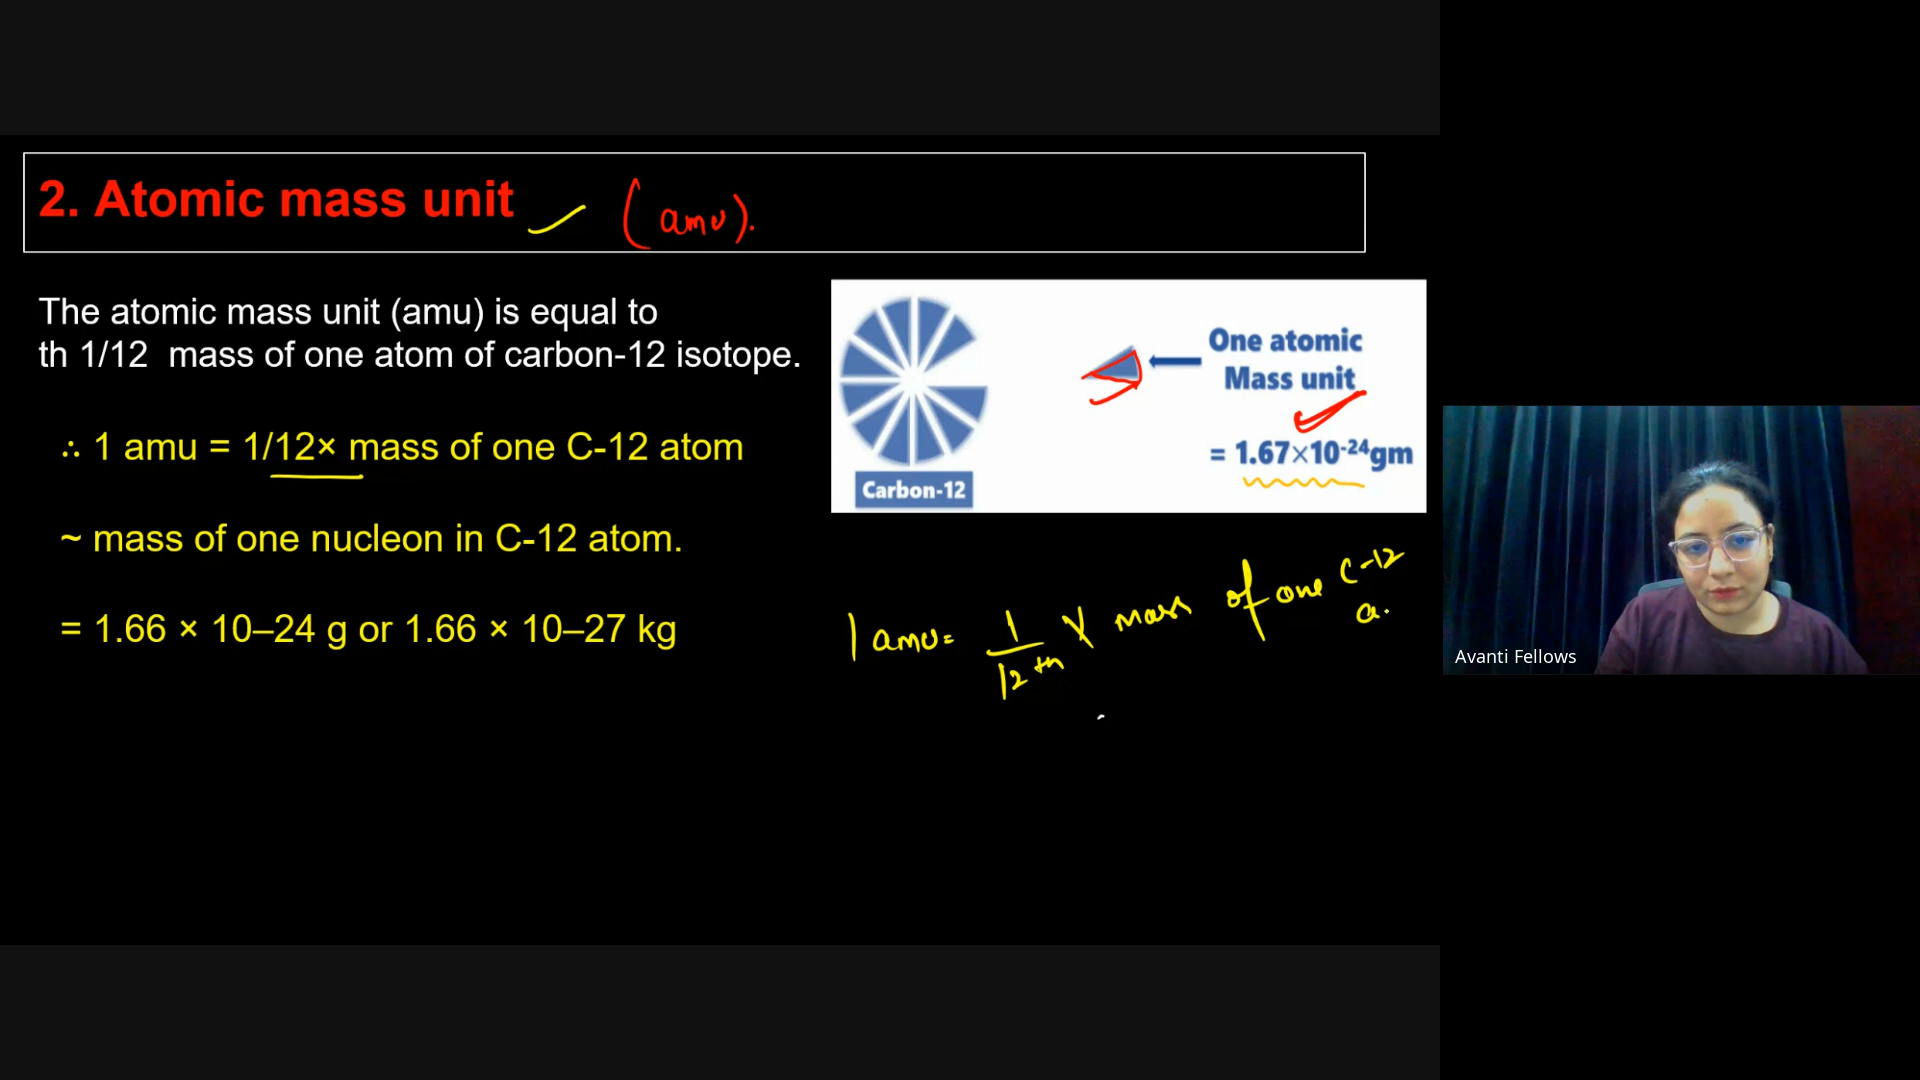 2. Atomic mass unit (amu).
The atomic mass unit (amu) is equal to
th 1/12 mass of one atom of carbon-12 isotope.
∴ 1 amu = 1/12× mass of one C-12 atom
~ mass of one nucleon in C-12 atom.
= 1.66 × 10–24 g or 1.66 × 10–27 kg
One atomic
Mass unit
= 1.67×10-24gm
Carbon-12
1 amu = 1/12 th × mass of one C-12
a.
Avanti Fellows